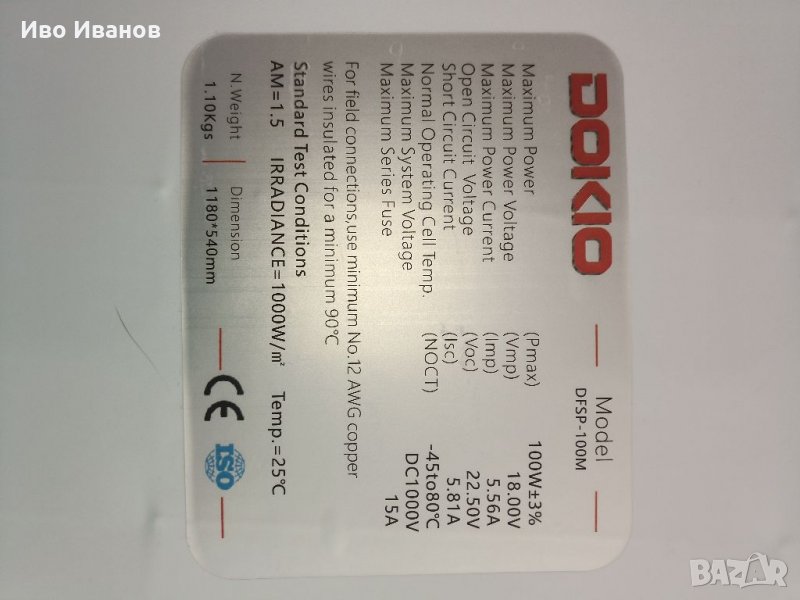 Иво Иванов
DOKIO
Model
DFSP-100M
Maximum Power (Pmax) 100W±3%
Maximum Power Voltage (Vmp) 18.00V
Maximum Power Current (Imp) 5.56A
Open Circuit Voltage (Voc) 22.50V
Short Circuit Current (Isc) 5.81A
Normal Operating Cell Temp. (NOCT) -45to80℃
Maximum System Voltage DC1000V
Maximum Series Fuse 15A
For field connections,use minimum No.12 AWG copper
wires insulated for a minimum 90℃
Standard Test Conditions
AM=1.5 IRRADIANCE=1000W/㎡ Temp.=25℃
N.Weight Dimension
1.10Kgs 1180*540mm
CE ISO
BAZAR